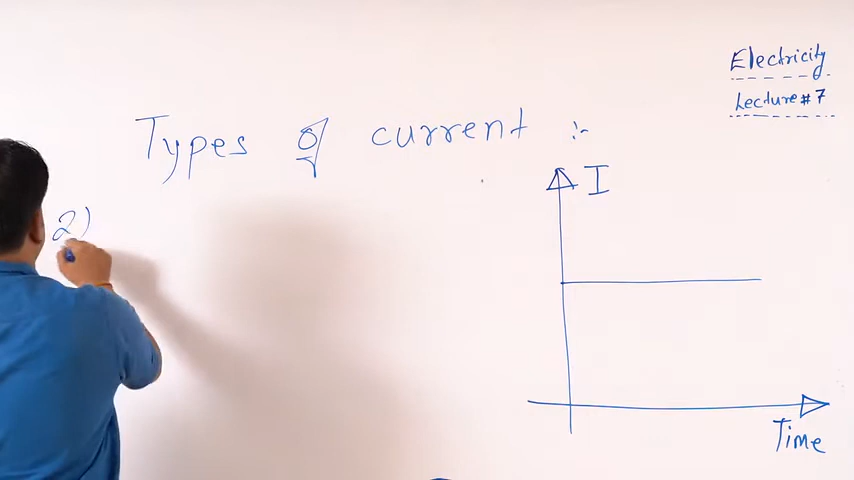 Electricity
Lecture #7
Types of current :-
I
2)
Time